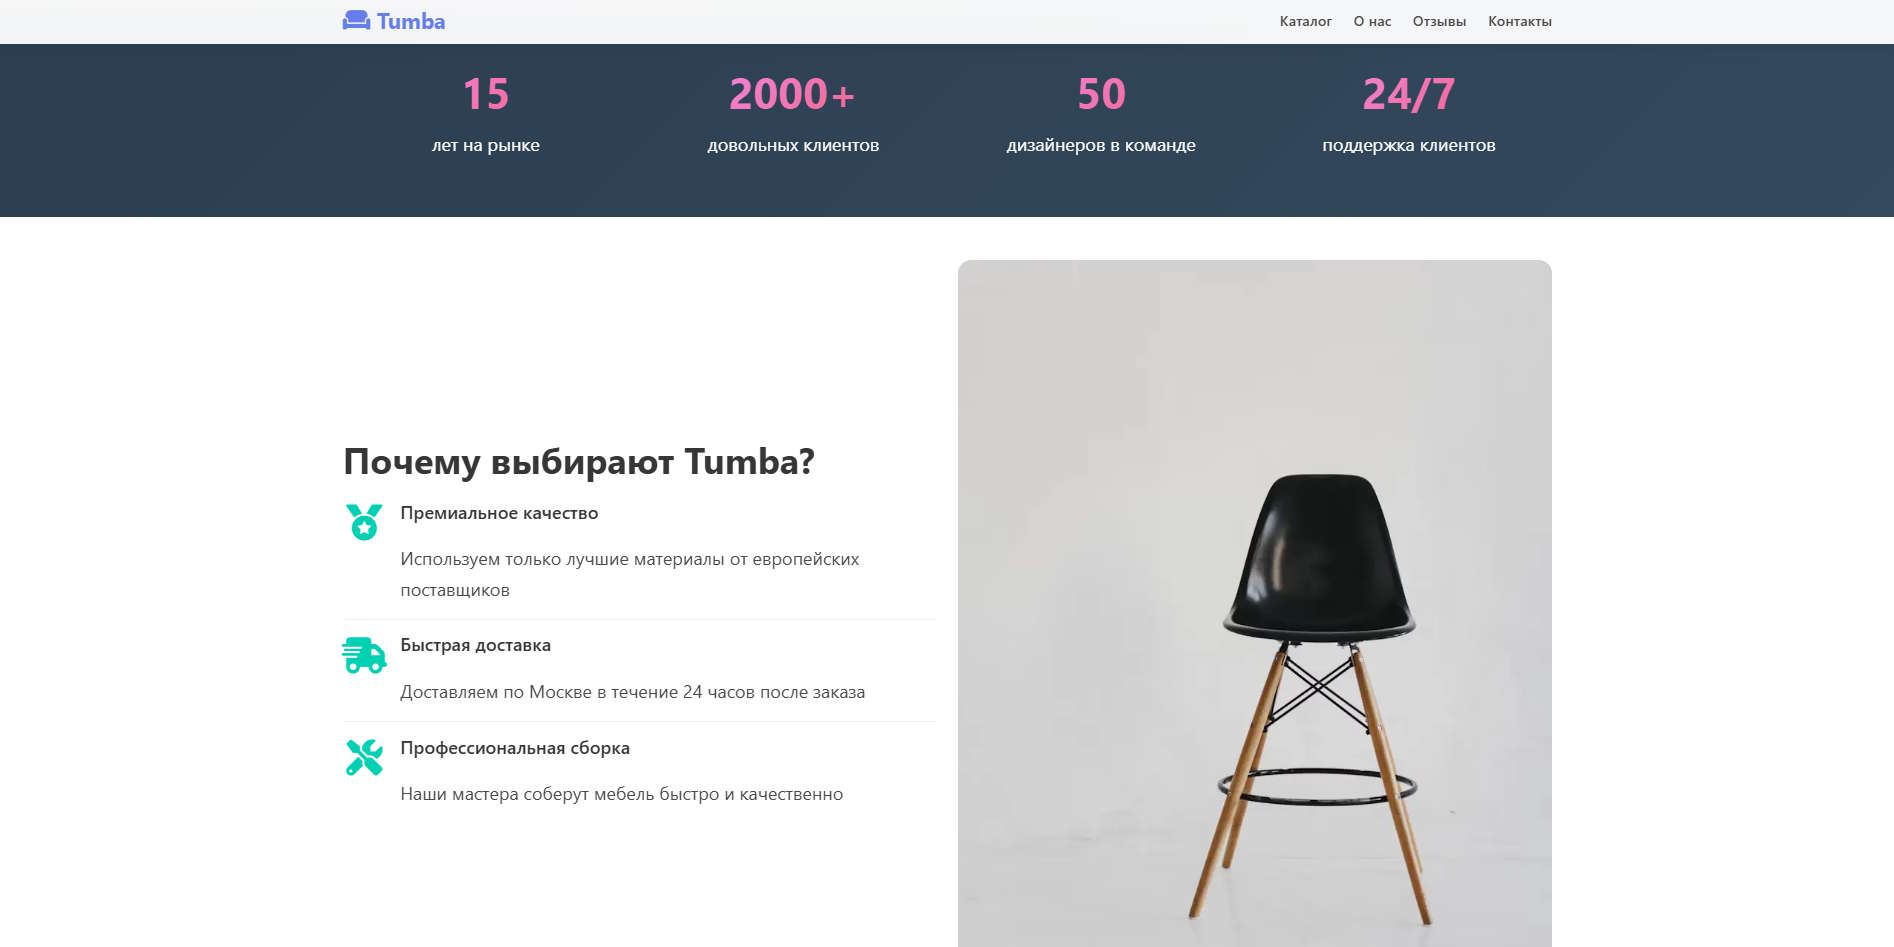 Tumba
Каталог О нас Отзывы Контакты
15 2000+ 50 24/7
лет на рынке довольных клиентов дизайнеров в команде поддержка клиентов
Почему выбирают Tumba?
Премиальное качество
Используем только лучшие материалы от европейских
поставщиков
Быстрая доставка
Доставляем по Москве в течение 24 часов после заказа
Профессиональная сборка
Наши мастера соберут мебель быстро и качественно